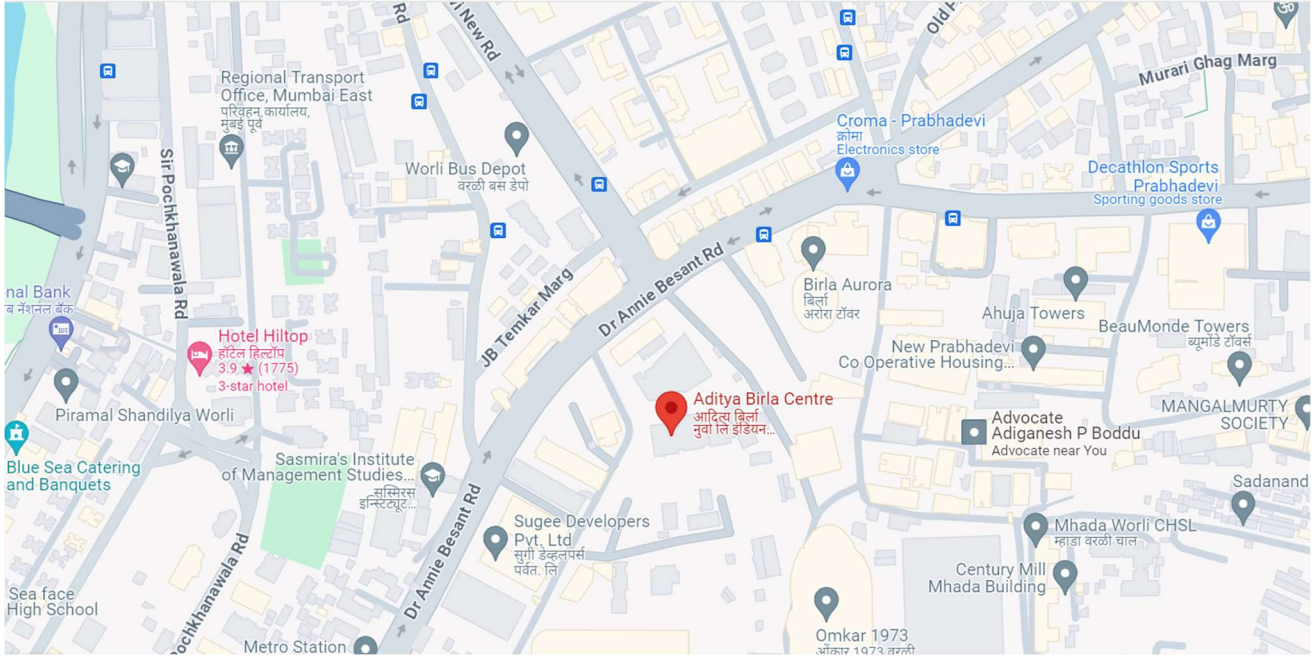 Rd
i New Rd
Old
Murari Ghag Marg
Regional Transport
Office, Mumbai East
परिवहन कार्यालय,
मुंबई पूर्व
Croma - Prabhadevi
क्रोमा
Electronics store
Worli Bus Depot
वरळी बस डेपो
Decathlon Sports
Prabhadevi
Sporting goods store
Sir Pochkhanawala Rd
Dr Annie Besant Rd
JB Temkar Marg
Birla Aurora
बिर्ला
अरोरा टॉवर
nal Bank
ब नॅशनल बँक
Ahuja Towers
BeauMonde Towers
ब्यूमोंडे टॉवर्स
Hotel Hiltop
हॉटेल हिल्टॉप
3.9 ★ (1775)
3-star hotel
New Prabhadevi
Co Operative Housing...
Piramal Shandilya Worli
Aditya Birla Centre
आदित्य बिर्ला
नुवो लि इंडियन...
MANGALMURTY
SOCIETY
Advocate
Adiganesh P Boddu
Advocate near You
Blue Sea Catering
and Banquets
Sasmira's Institute
of Management Studies...
सस्मिरस
इन्स्टिट्यूट...
Sadanand
Sugee Developers
Pvt. Ltd
सुगी डेव्हलपर्स
पर्वत. लि
Mhada Worli CHSL
म्हाडा वरळी चाल
Dr Annie Besant Rd
Century Mill
Mhada Building
Sea face
High School
ochkhanawala Rd
Metro Station
Omkar 1973
ओंकार 1973 वरळी